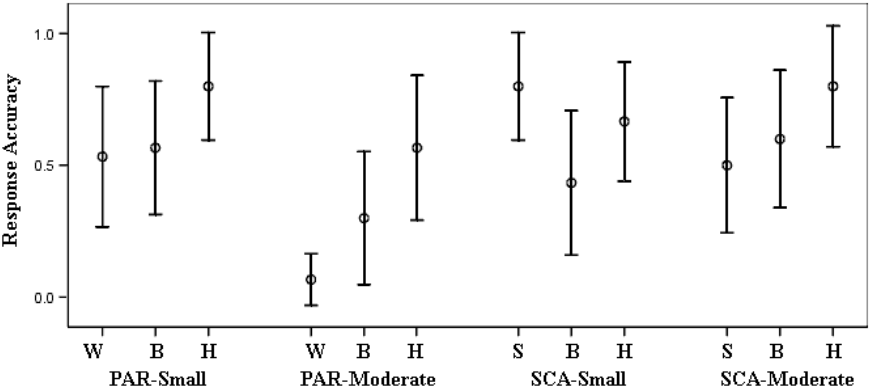 Response Accuracy
1.0
0.5
0.0
W B H W B H S B H S B H
PAR-Small PAR-Moderate SCA-Small SCA-Moderate